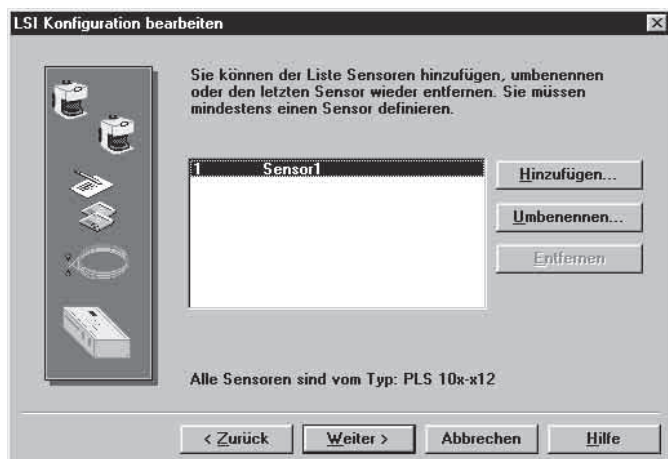 LSI Konfiguration bearbeiten
Sie können der Liste Sensoren hinzufügen, umbenennen
oder den letzten Sensor wieder entfernen. Sie müssen
mindestens einen Sensor definieren.
1 Sensor1
Hinzufügen...
Umbenennen...
Entfernen
Alle Sensoren sind vom Typ: PLS 10x-x12
< Zurück Weiter > Abbrechen Hilfe